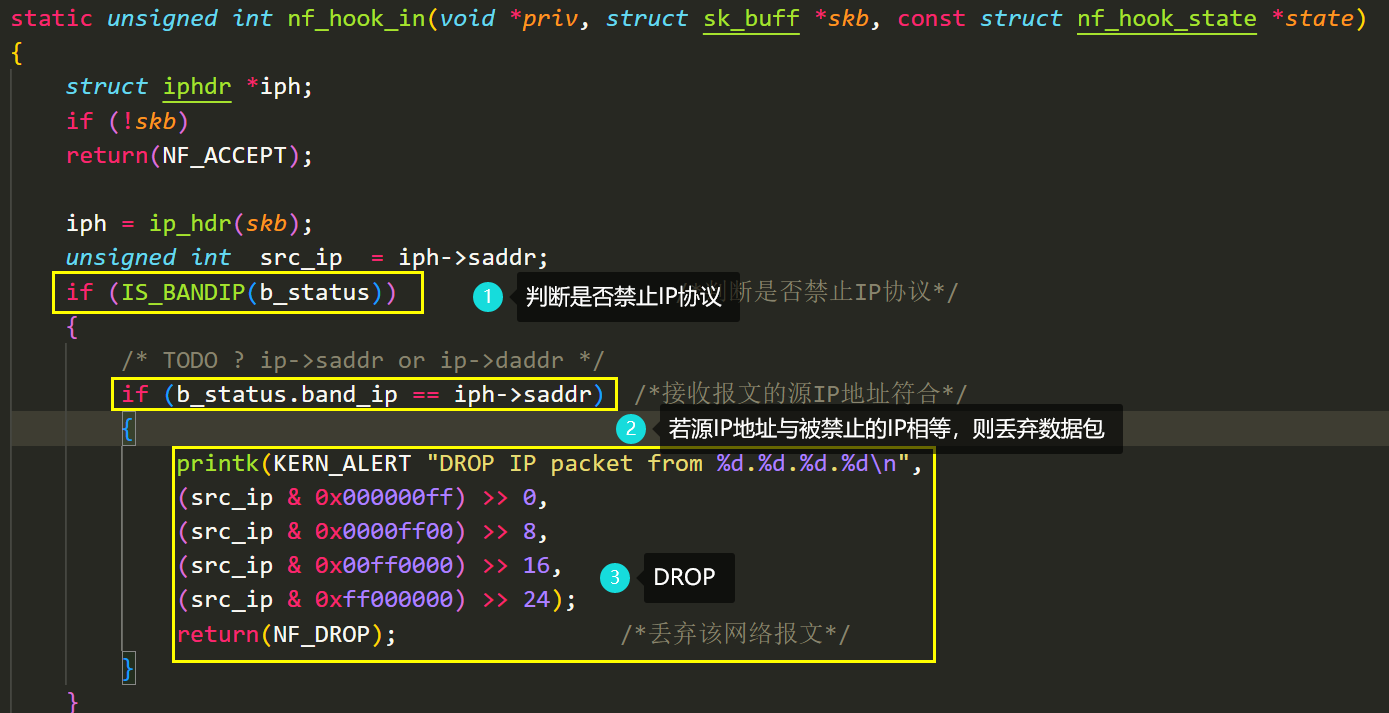 static unsigned int nf_hook_in(void *priv, struct sk_buff *skb, const struct nf_hook_state *state)
{
struct iphdr *iph;
if (!skb)
return(NF_ACCEPT);
iph = ip_hdr(skb);
unsigned int src_ip = iph->saddr;
if (IS_BANDIP(b_status)) 1 判断是否禁止IP协议 断是否禁止IP协议*/
{
/* TODO ? ip->saddr or ip->daddr */
if (b_status.band_ip == iph->saddr) /*接收报文的源IP地址符合*/
{ 2 若源IP地址与被禁止的IP相等，则丢弃数据包
printk(KERN_ALERT "DROP IP packet from %d.%d.%d.%d\n",
(src_ip & 0x000000ff) >> 0,
(src_ip & 0x0000ff00) >> 8,
(src_ip & 0x00ff0000) >> 16, 3 DROP
(src_ip & 0xff000000) >> 24);
return(NF_DROP); /*丢弃该网络报文*/
}
}